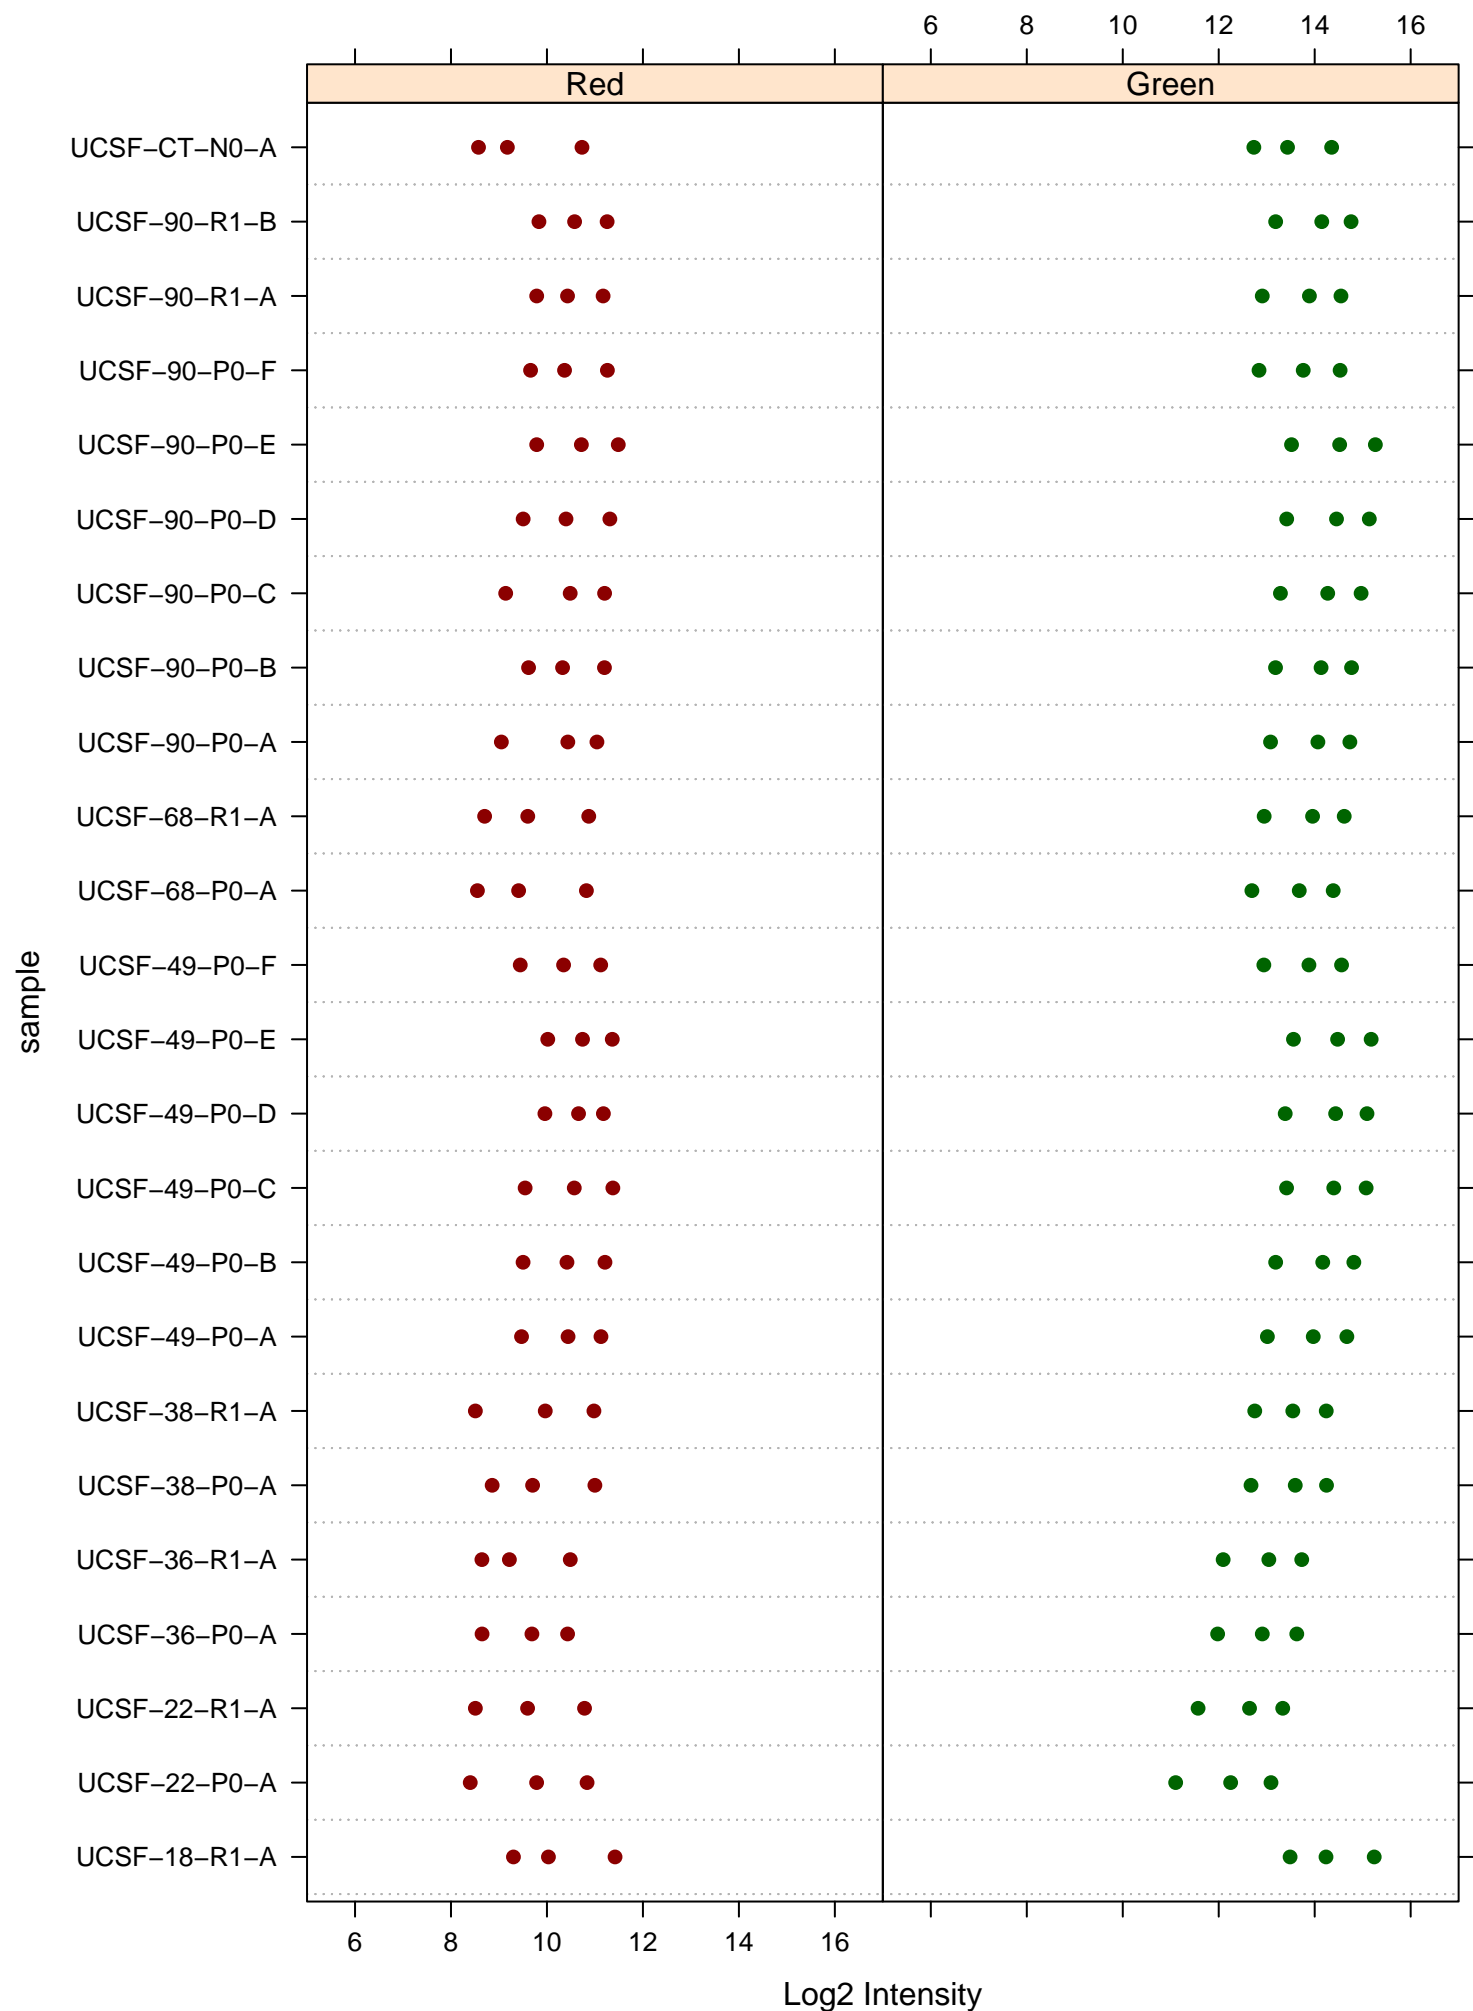 6 8 10 12 14 16
Red Green
UCSF−CT−N0−A
UCSF−90−R1−B
UCSF−90−R1−A
UCSF−90−P0−F
UCSF−90−P0−E
UCSF−90−P0−D
UCSF−90−P0−C
UCSF−90−P0−B
UCSF−90−P0−A
UCSF−68−R1−A
UCSF−68−P0−A
UCSF−49−P0−F
UCSF−49−P0−E
UCSF−49−P0−D
UCSF−49−P0−C
UCSF−49−P0−B
UCSF−49−P0−A
UCSF−38−R1−A
UCSF−38−P0−A
UCSF−36−R1−A
UCSF−36−P0−A
UCSF−22−R1−A
UCSF−22−P0−A
UCSF−18−R1−A
sample
6 8 10 12 14 16
Log2 Intensity